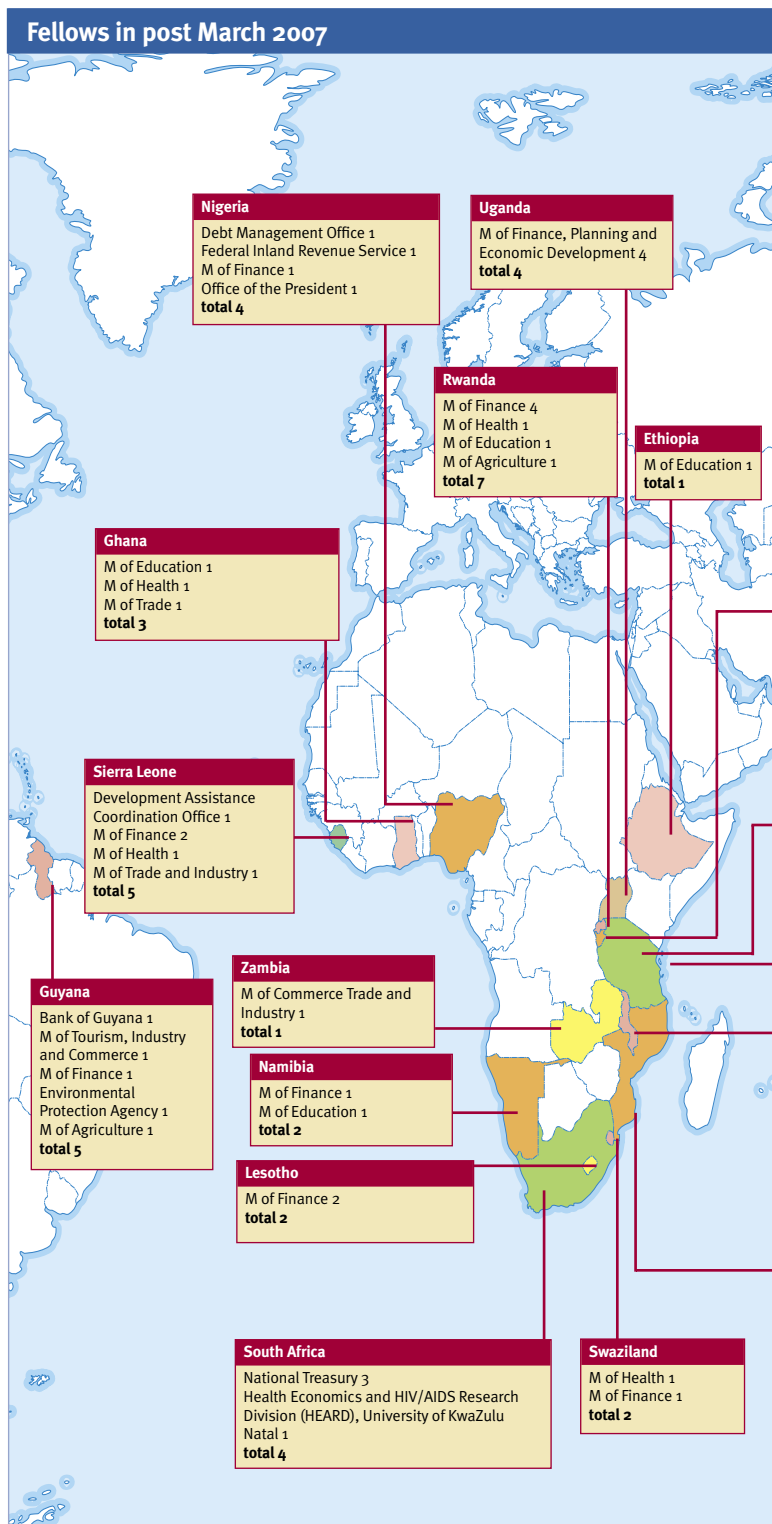 Fellows in post March 2007
Nigeria
Debt Management Office 1
Federal Inland Revenue Service 1
M of Finance 1
Office of the President 1
total 4
Uganda
M of Finance, Planning and
Economic Development 4
total 4
Rwanda
M of Finance 4
M of Health 1
M of Education 1
M of Agriculture 1
total 7
Ethiopia
M of Education 1
total 1
Ghana
M of Education 1
M of Health 1
M of Trade 1
total 3
Sierra Leone
Development Assistance
Coordination Office 1
M of Finance 2
M of Health 1
M of Trade and Industry 1
total 5
Guyana
Bank of Guyana 1
M of Tourism, Industry
and Commerce 1
M of Finance 1
Environmental
Protection Agency 1
M of Agriculture 1
total 5
Zambia
M of Commerce Trade and
Industry 1
total 1
Namibia
M of Finance 1
M of Education 1
total 2
Lesotho
M of Finance 2
total 2
South Africa
National Treasury 3
Health Economics and HIV/AIDS Research
Division (HEARD), University of KwaZulu
Natal 1
total 4
Swaziland
M of Health 1
M of Finance 1
total 2